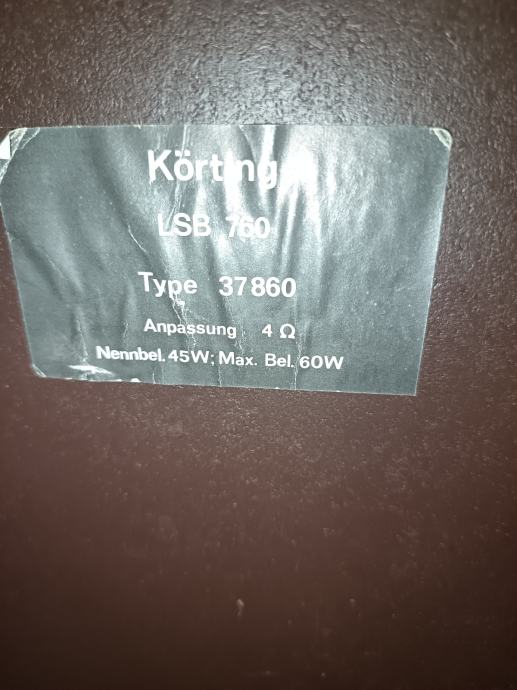 Körting
LSB 760
Type 37860
Anpassung 4 Ω
Nennbel. 45W; Max. Bel. 60W